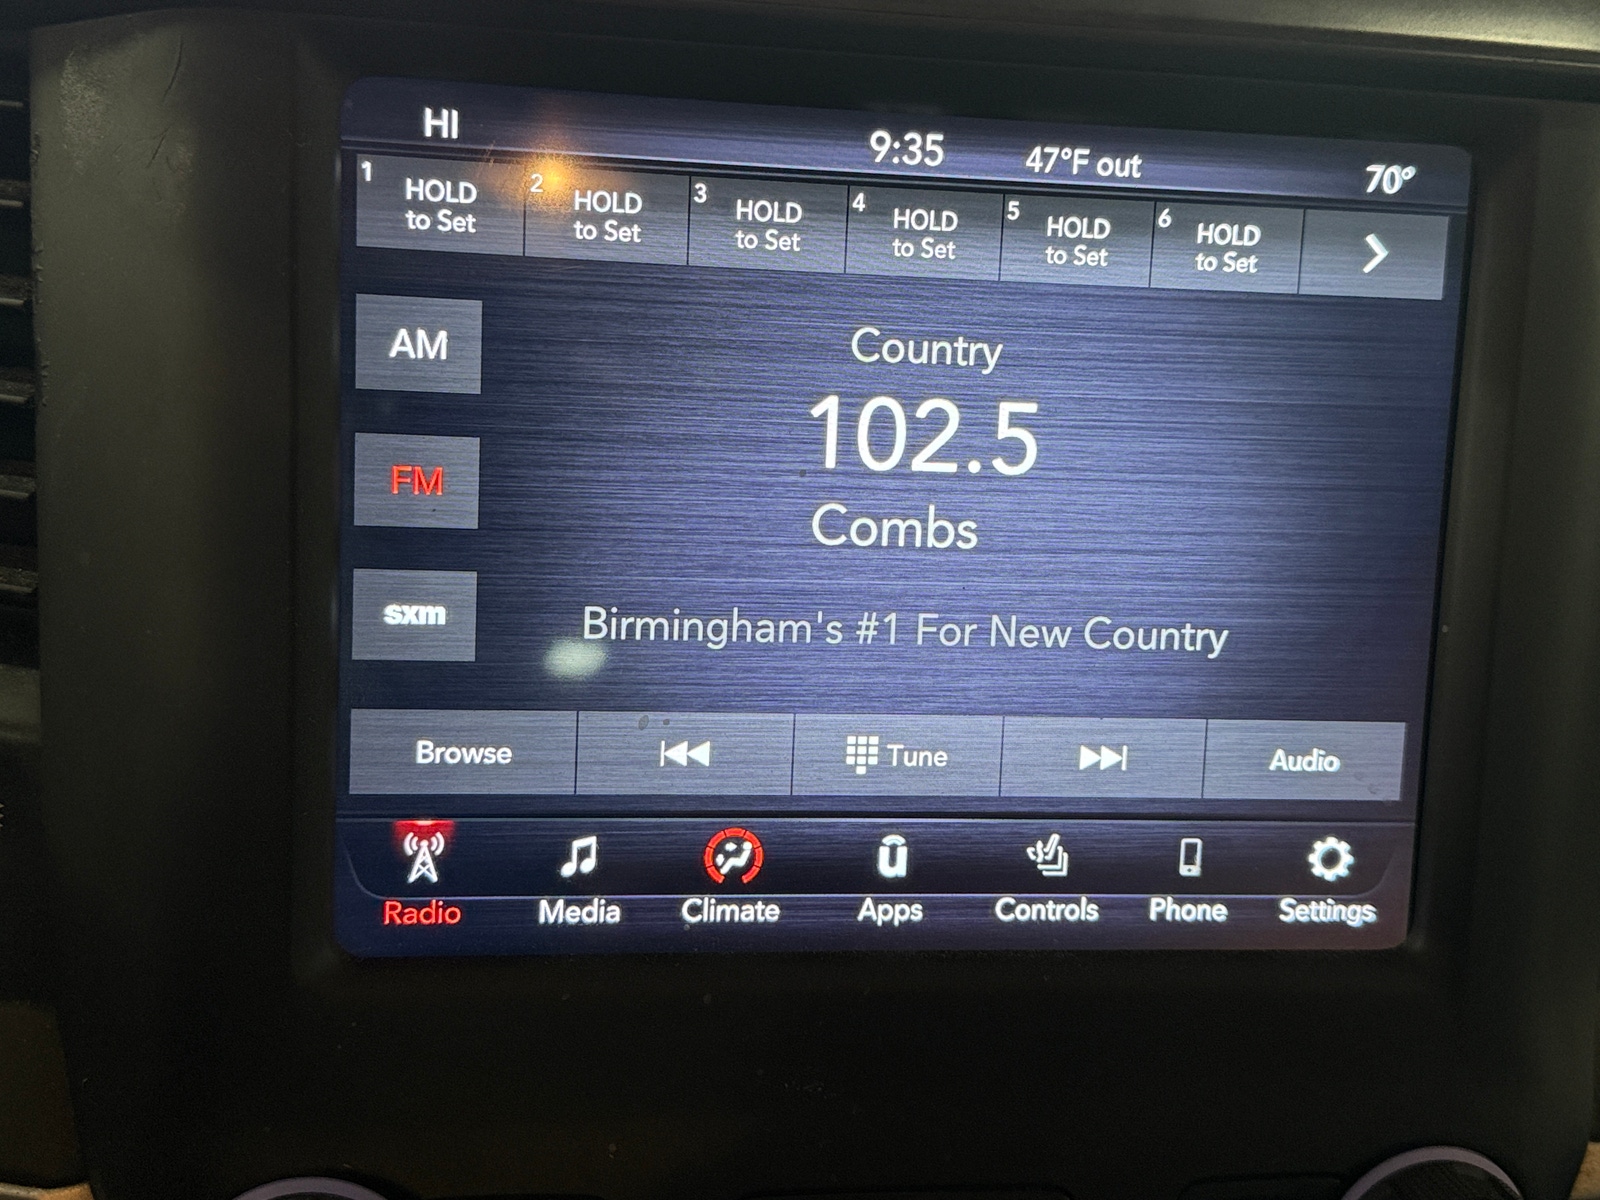 HI 9:35 47°F out 70°
1 HOLD to Set
2 HOLD to Set
3 HOLD to Set
4 HOLD to Set
5 HOLD to Set
6 HOLD to Set
AM
Country
102.5
FM
Combs
sxm
Birmingham's #1 For New Country
Browse Tune Audio
Radio Media Climate Apps Controls Phone Settings